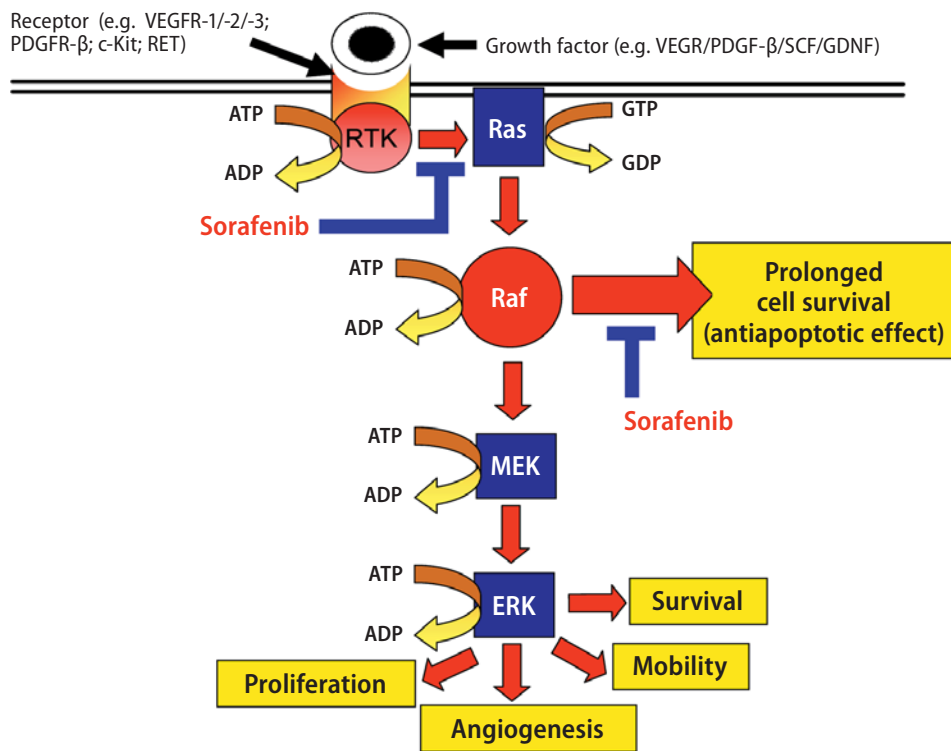 Receptor (e.g. VEGFR-1/-2/-3;
PDGFR-β; c-Kit; RET)
Growth factor (e.g. VEGR/PDGF-β/SCF/GDNF)
ATP
RTK
Ras
GTP
ADP
GDP
Sorafenib
ATP
Raf
ADP
Prolonged
cell survival
(antiapoptotic effect)
Sorafenib
ATP
MEK
ADP
ATP
ERK
ADP
Survival
Mobility
Proliferation
Angiogenesis